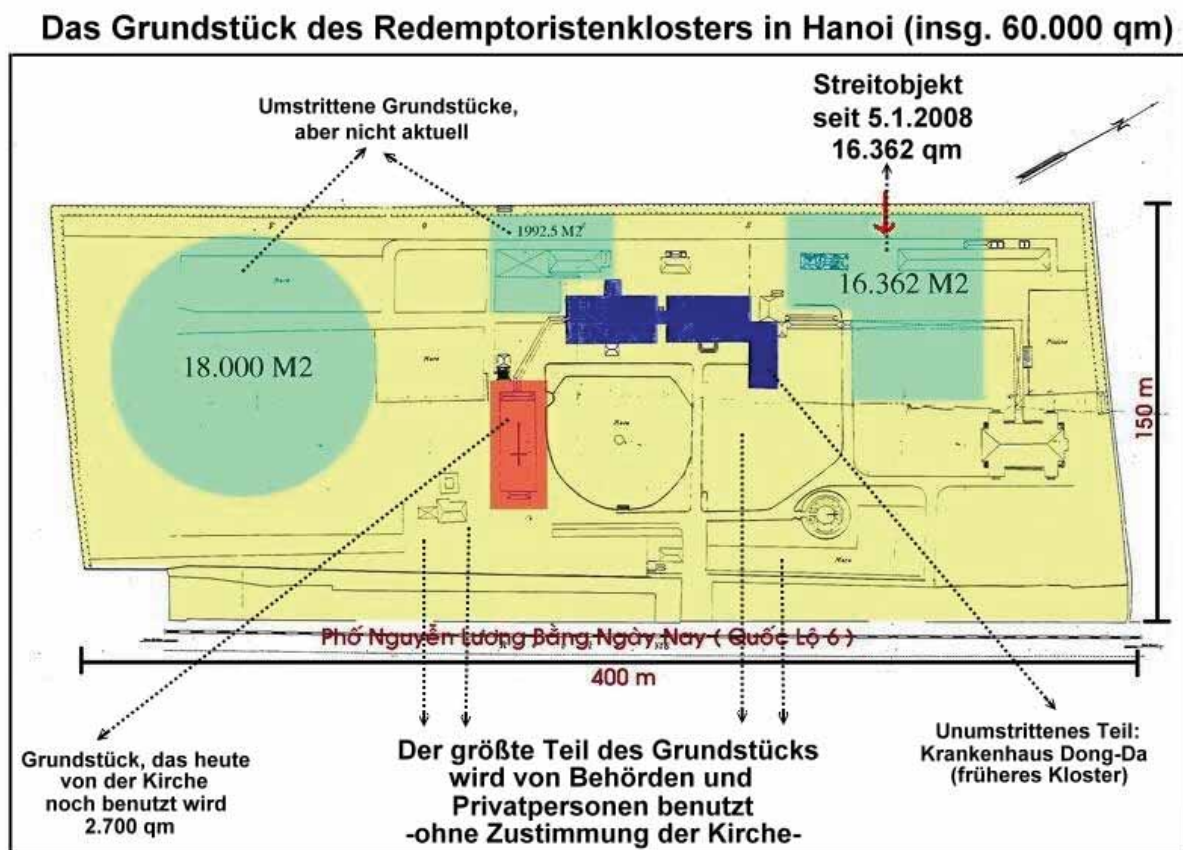 Das Grundstück des Redemptoristenklosters in Hanoi (insg. 60.000 qm)
Umstrittene Grundstücke,
aber nicht aktuell
Streitobjekt
seit 5.1.2008
16.362 qm
N
1992.5 M2
16.362 M2
18.000 M2
Mare
Mare
Mare
Mare
150 m
Phố Nguyễn Lương Bằng Ngày Nay ( Quốc Lộ 6 )
400 m
Grundstück, das heute
von der Kirche
noch benutzt wird
2.700 qm
Der größte Teil des Grundstücks
wird von Behörden und
Privatpersonen benutzt
-ohne Zustimmung der Kirche-
Unumstrittenes Teil:
Krankenhaus Dong-Da
(früheres Kloster)